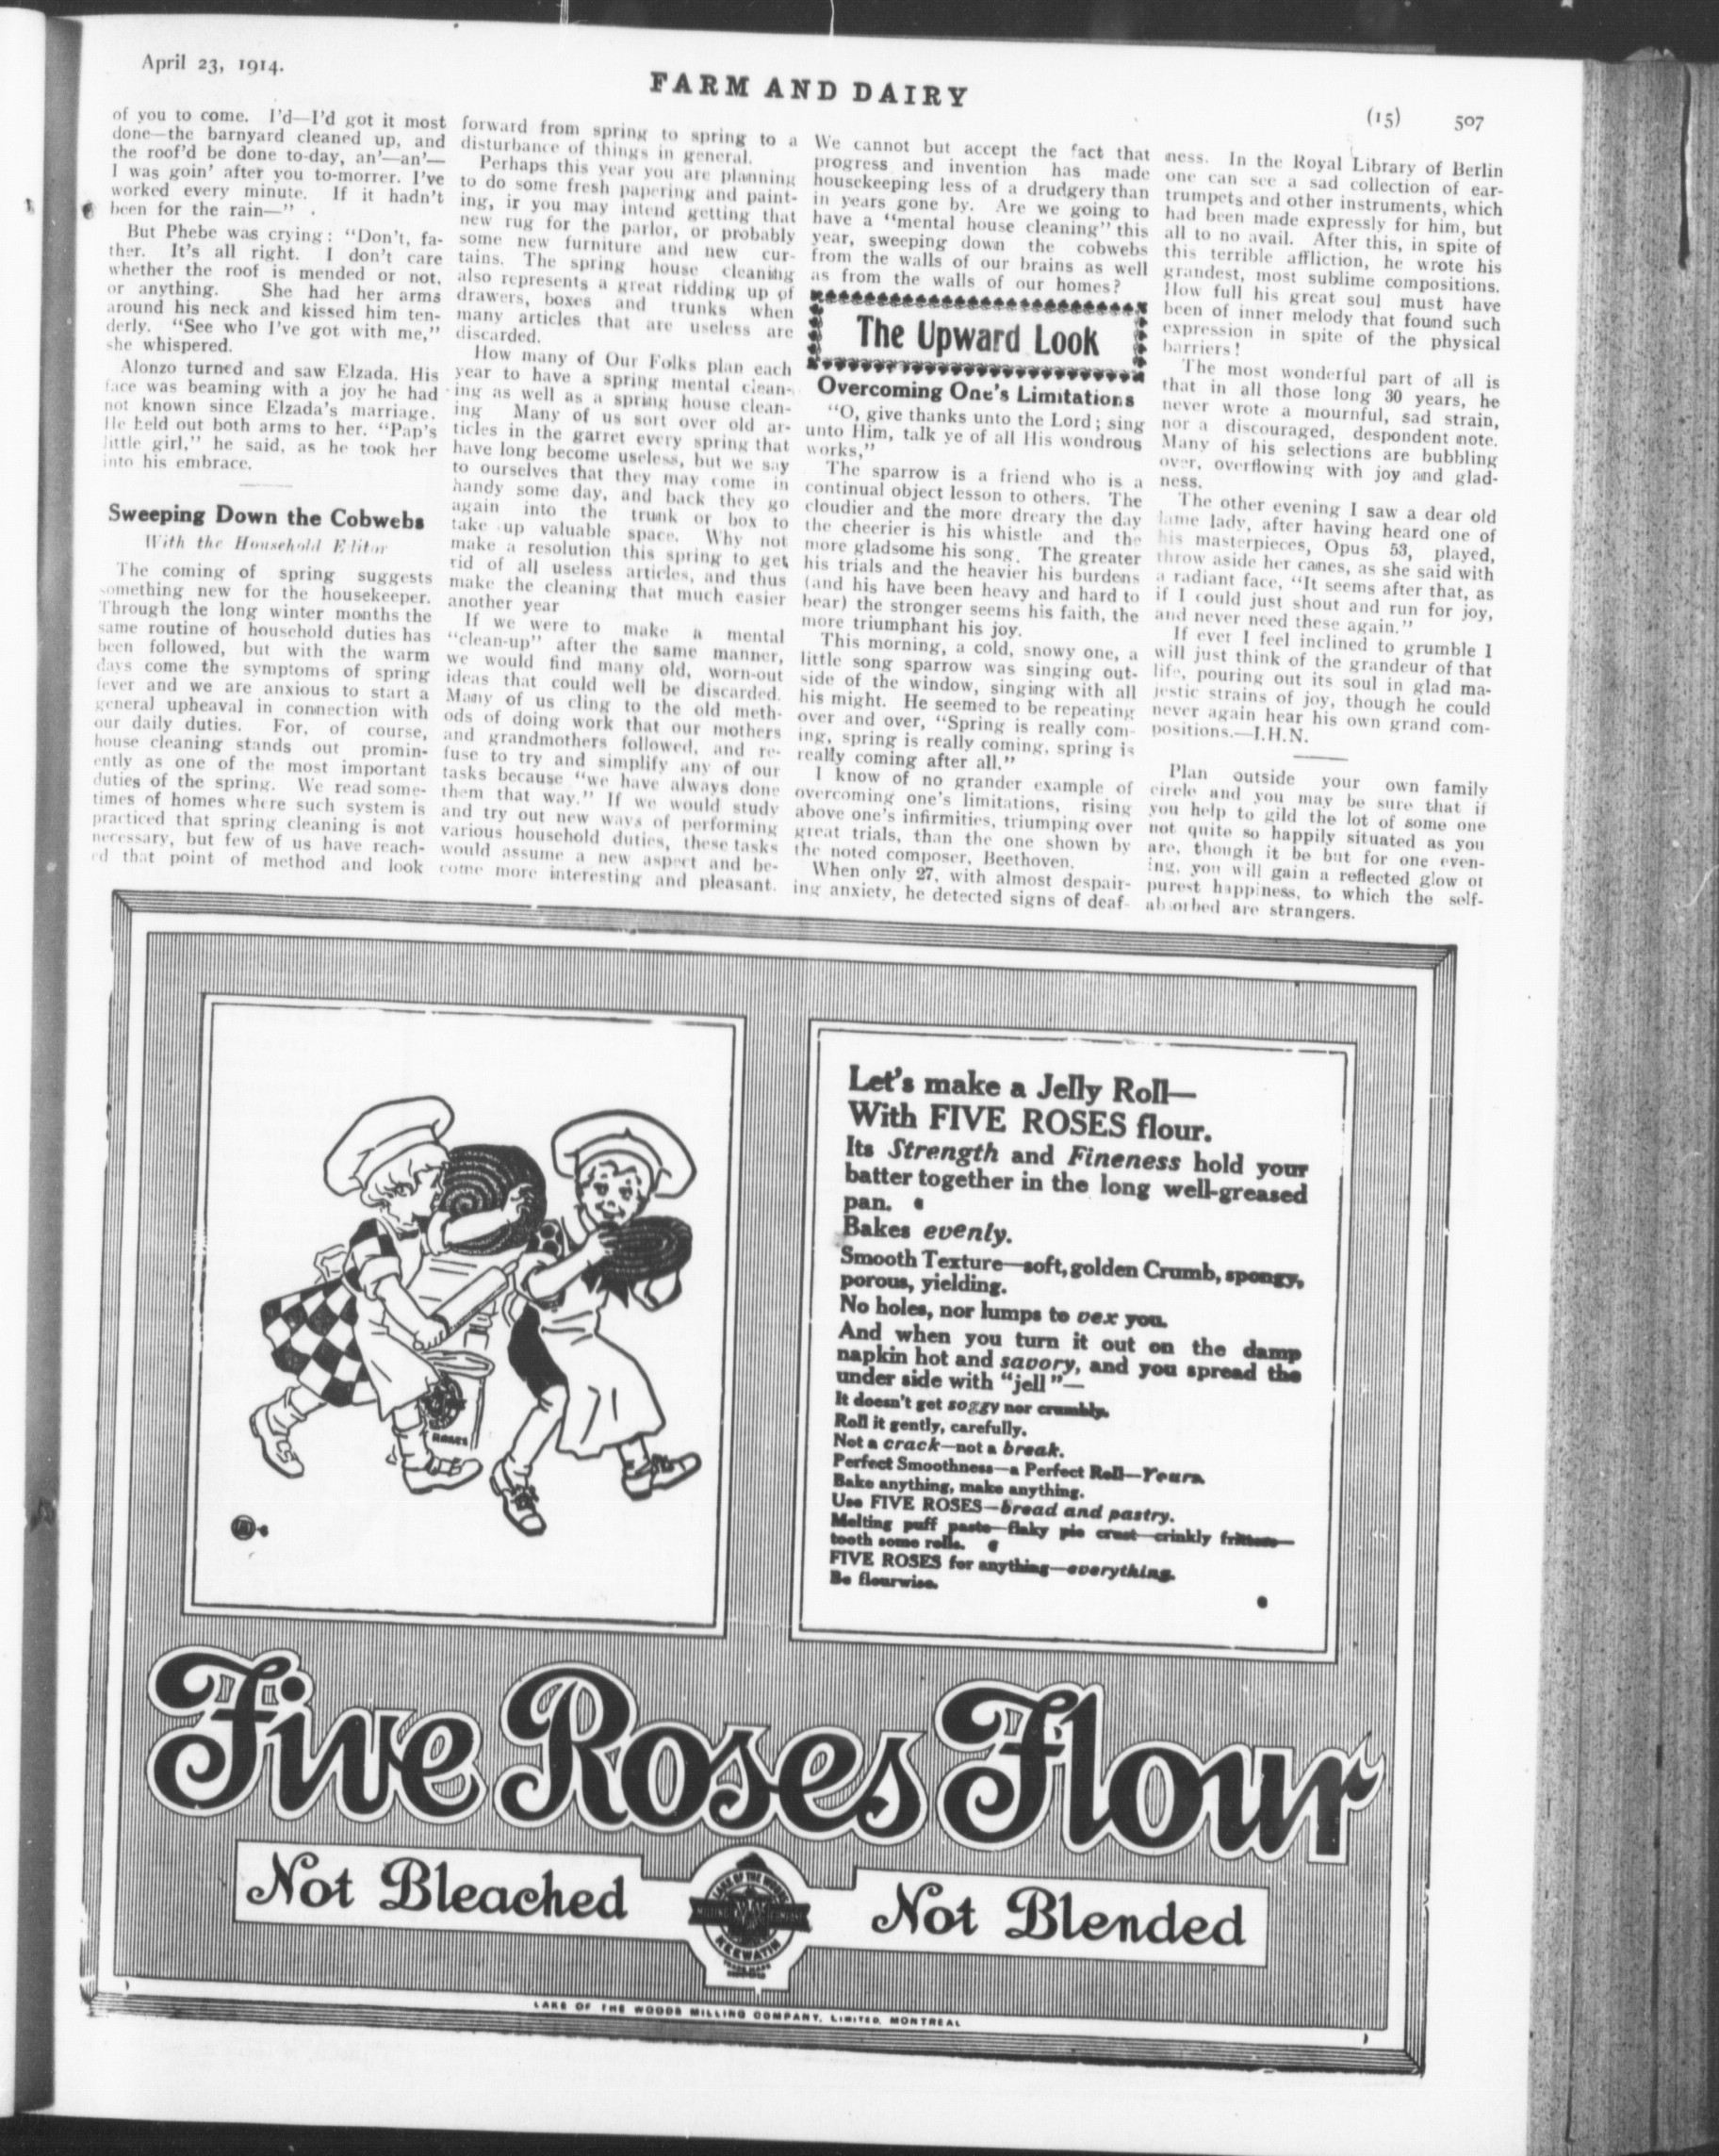 April 23, 1914.
FARM AND DAIRY
(15) 507
of you to come. I'd—I'd got it most
done—the barnyard cleaned up, and
the roof'd be done to-day, an'—an'—
I was goin' after you to-morrer. I've
worked every minute. If it hadn't
been for the rain—"
But Phebe was crying: "Don't, fa-
ther. It's all right. I don't care
whether the roof is mended or not,
or anything. She had her arms
around his neck and kissed him ten-
derly. "See who I've got with me,"
she whispered.
Alonzo turned and saw Elzada. His
face was beaming with a joy he had
not known since Elzada's marriage.
He held out both arms to her. "Pap's
little girl," he said, as he took her
into his embrace.
Sweeping Down the Cobwebs
With the Household Editor
The coming of spring suggests
something new for the housekeeper.
Through the long winter months the
same routine of household duties has
been followed, but with the warm
days come the symptoms of spring
fever and we are anxious to start a
general upheaval in connection with
our daily duties. For, of course,
house cleaning stands out promin-
ently as one of the most important
duties of the spring. We read some-
times of homes where such system is
practiced that spring cleaning is not
necessary, but few of us have reach-
ed that point of method and look
forward from spring to spring to a
disturbance of things in general.
Perhaps this year you are planning
to do some fresh papering and paint-
ing, ir you may intend getting that
new rug for the parlor, or probably
some new furniture and new cur-
tains. The spring house cleaning
also represents a great ridding up of
drawers, boxes and trunks when
many articles that are useless are
discarded.
How many of Our Folks plan each
year to have a spring mental clean-
ing as well as a spring house clean-
ing Many of us sort over old ar-
ticles in the garret every spring that
have long become useless, but we say
to ourselves that they may come in
handy some day, and back they go
again into the trunk or box to
take up valuable space. Why not
make a resolution this spring to get
rid of all useless articles, and thus
make the cleaning that much easier
another year
If we were to make a mental
"clean-up" after the same manner,
we would find many old, worn-out
ideas that could well be discarded.
Many of us cling to the old meth-
ods of doing work that our mothers
and grandmothers followed, and re-
fuse to try and simplify any of our
tasks because "we have always done
them that way." If we would study
and try out new ways of performing
various household duties, these tasks
would assume a new aspect and be-
come more interesting and pleasant.
We cannot but accept the fact that
progress and invention has made
housekeeping less of a drudgery than
in years gone by. Are we going to
have a "mental house cleaning" this
year, sweeping down the cobwebs
from the walls of our brains as well
as from the walls of our homes?
The Upward Look
Overcoming One's Limitations
"O, give thanks unto the Lord; sing
unto Him, talk ye of all His wondrous
works,"
The sparrow is a friend who is a
continual object lesson to others. The
cloudier and the more dreary the day
the cheerier is his whistle and the
more gladsome his song. The greater
his trials and the heavier his burdens
(and his have been heavy and hard to
bear) the stronger seems his faith, the
more triumphant his joy.
This morning, a cold, snowy one, a
little song sparrow was singing out-
side of the window, singing with all
his might. He seemed to be repeating
over and over, "Spring is really com-
ing, spring is really coming, spring is
really coming after all."
I know of no grander example of
overcoming one's limitations, rising
above one's infirmities, triumping over
great trials, than the one shown by
the noted composer, Beethoven.
When only 27, with almost despair-
ing anxiety, he detected signs of deaf-
ness. In the Royal Library of Berlin
one can see a sad collection of ear-
trumpets and other instruments, which
had been made expressly for him, but
all to no avail. After this, in spite of
this terrible affliction, he wrote his
grandest, most sublime compositions.
How full his great soul must have
been of inner melody that found such
expression in spite of the physical
barriers!
The most wonderful part of all is
that in all those long 30 years, he
never wrote a mournful, sad strain,
nor a discouraged, despondent note.
Many of his selections are bubbling
over, overflowing with joy and glad-
ness.
The other evening I saw a dear old
lame lady, after having heard one of
his masterpieces, Opus 53, played,
throw aside her canes, as she said with
a radiant face, "It seems after that, as
if I could just shout and run for joy,
and never need these again."
If ever I feel inclined to grumble I
will just think of the grandeur of that
life, pouring out its soul in glad ma-
jestic strains of joy, though he could
never again hear his own grand com-
positions.—I.H.N.
Plan outside your own family
circle and you may be sure that if
you help to gild the lot of some one
not quite so happily situated as you
are, though it be but for one even-
ing, you will gain a reflected glow of
purest happiness, to which the self-
absorbed are strangers.
ROSES
Let's make a Jelly Roll—
With FIVE ROSES flour.
Its Strength and Fineness hold your
batter together in the long well-greased
pan.
Bakes evenly.
Smooth Texture—soft, golden Crumb, spongy,
porous, yielding.
No holes, nor lumps to vex you.
And when you turn it out on the damp
napkin hot and savory, and you spread the
under side with "jell"—
It doesn't get soggy nor crumbly.
Roll it gently, carefully.
Not a crack—not a break.
Perfect Smoothness—a Perfect Roll—Yours.
Bake anything, make anything.
Use FIVE ROSES—bread and pastry.
Melting puff paste—flaky pie crust—crinkly fritters—
tooth some rolls.
FIVE ROSES for anything—everything.
Be flourwise.
Five Roses Flour
Not Bleached
LAKE OF THE WOODS
MILLING COMPANY
KEEWATIN
TRADE MARK
Not Blended
LAKE OF THE WOODS MILLING COMPANY, LIMITED, MONTREAL